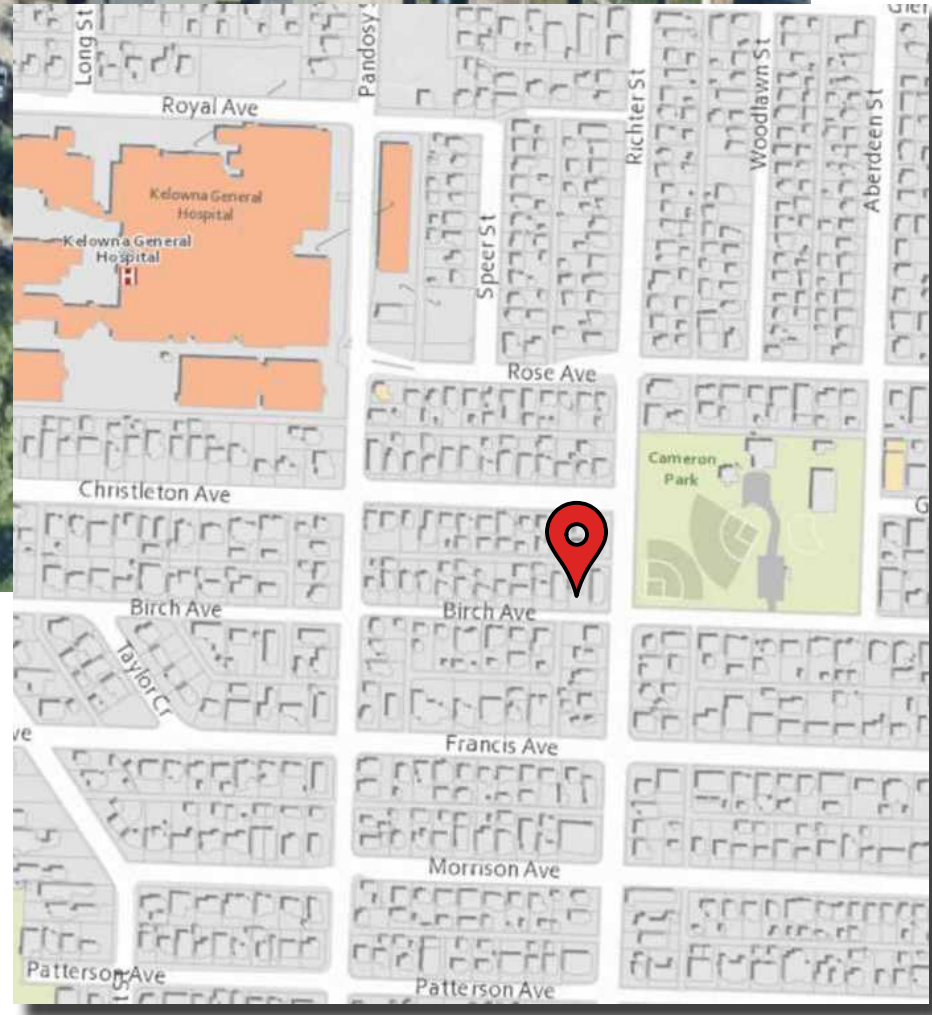 Long St
Pandosy
Glen
Royal Ave
Richter St
Woodlawn St
Aberdeen St
Kelowna General
Hospital
Kelowna General
Hospital
Speer St
Rose Ave
Cameron
Park
Christleton Ave
G
Birch Ave
Birch Ave
Taylor Cr
ve
Francis Ave
Morrison Ave
Patterson Ave
St
Patterson Ave